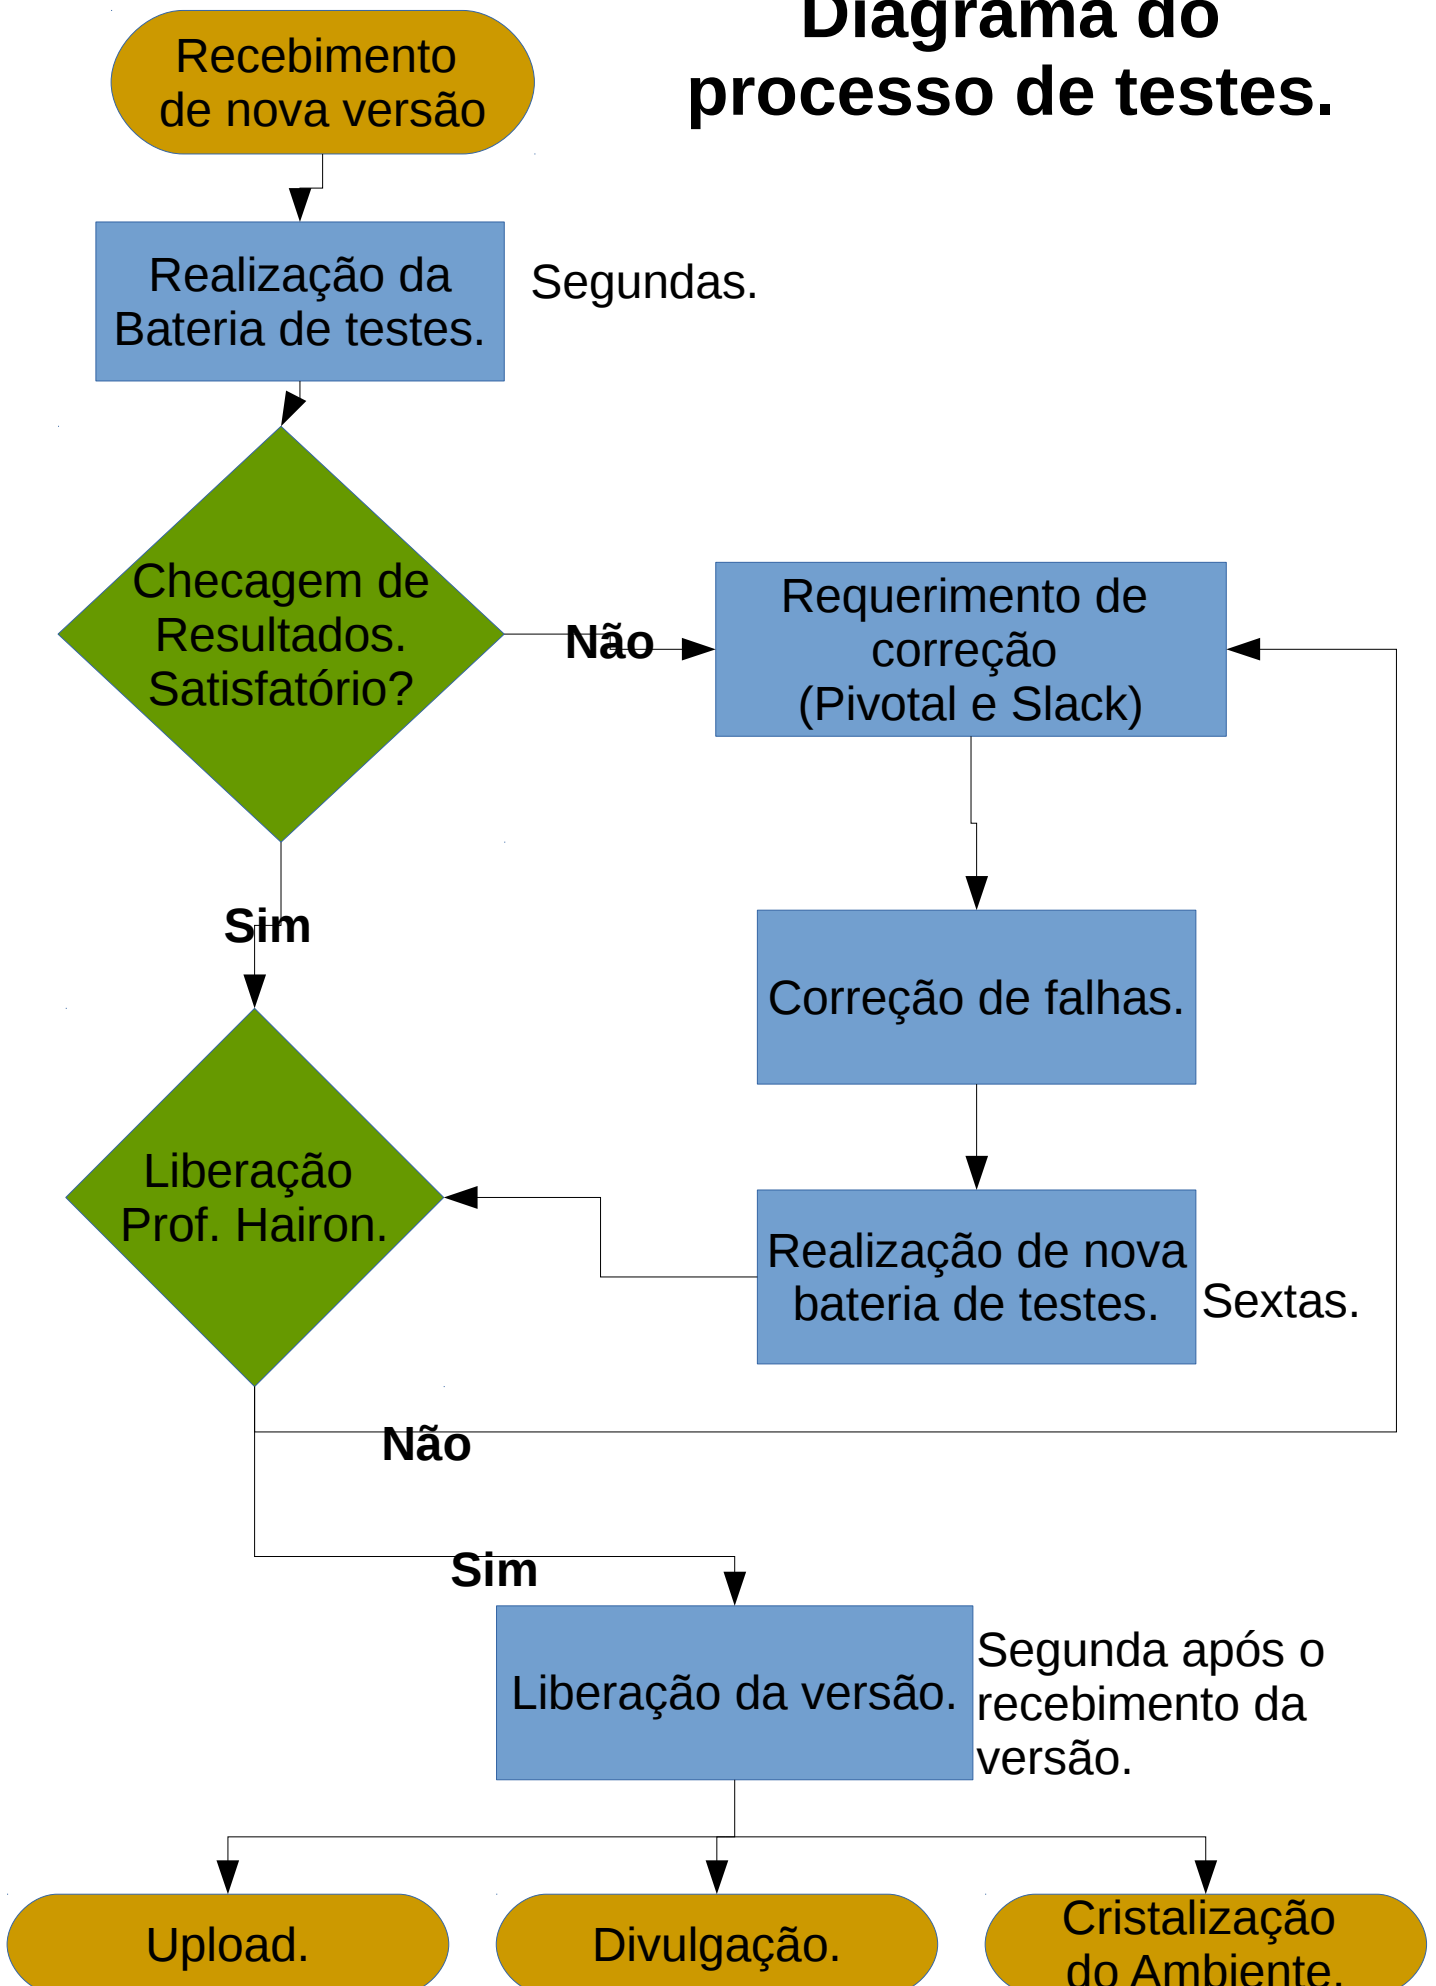 Diagrama do
processo de testes.
Recebimento
de nova versão
Realização da
Bateria de testes.
Segundas.
Checagem de
Resultados.
Satisfatório?
Não
Requerimento de
correção
(Pivotal e Slack)
Sim
Correção de falhas.
Liberação
Prof. Hairon.
Realização de nova
bateria de testes.
Sextas.
Não
Sim
Liberação da versão.
Segunda após o
recebimento da
versão.
Upload.
Divulgação.
Cristalização
do Ambiente.